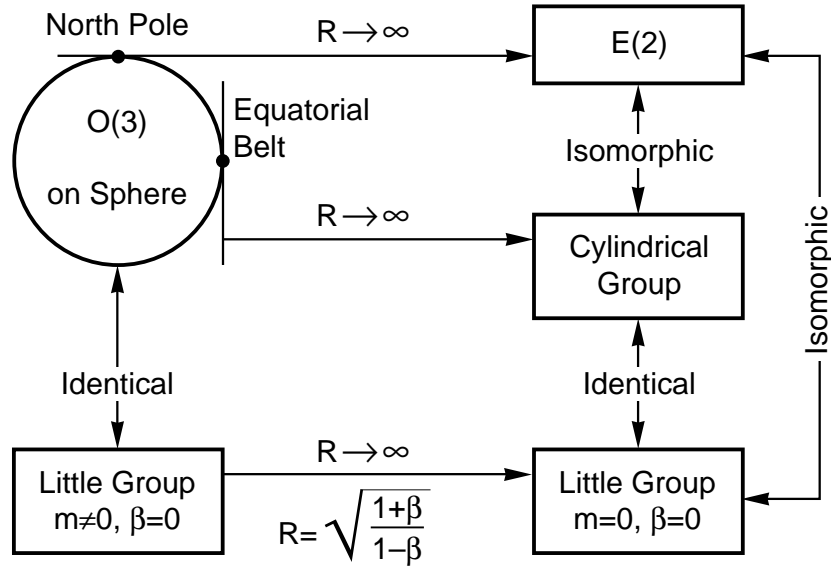 North Pole
R → ∞
E(2)
O(3)
on Sphere
Equatorial
Belt
Isomorphic
R → ∞
Cylindrical
Group
Isomorphic
Identical
Identical
R → ∞
Little Group
m≠0, β=0
R= √(1+β / 1–β)
Little Group
m=0, β=0